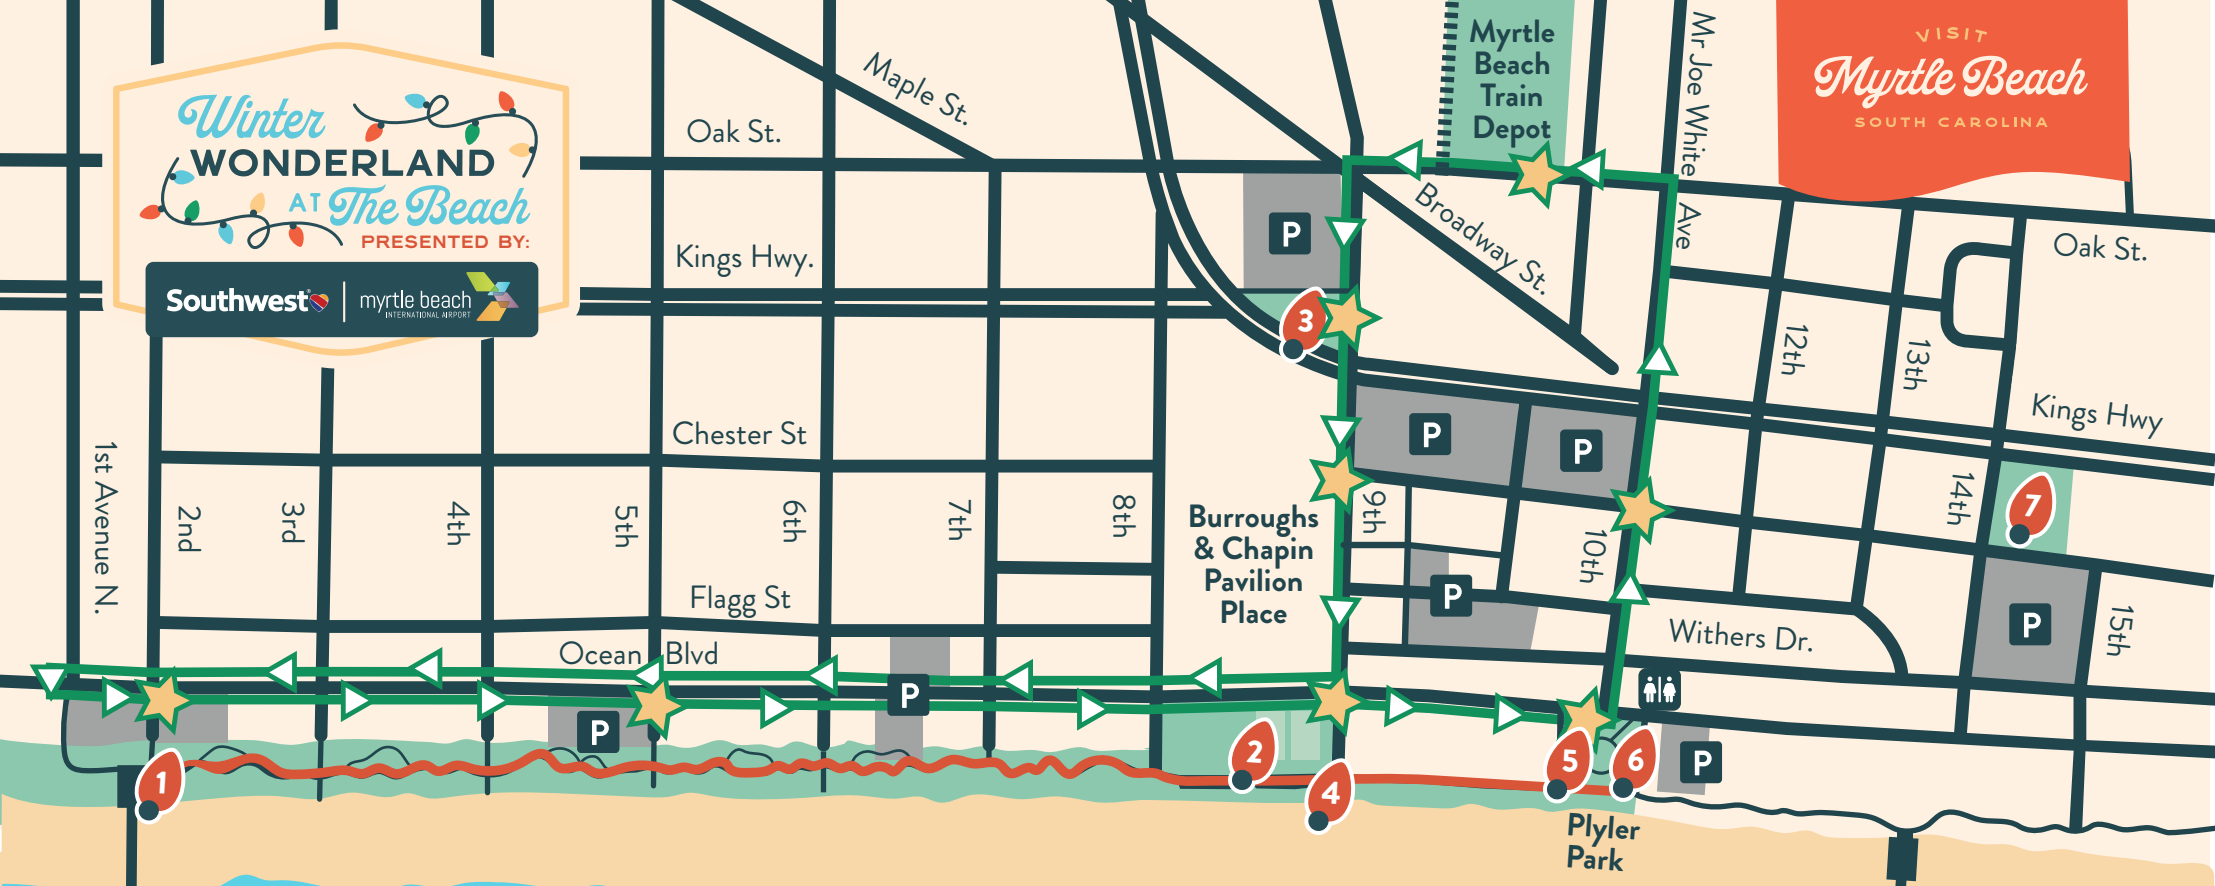 Winter
WONDERLAND
AT The Beach
PRESENTED BY:
Southwest
myrtle beach
INTERNATIONAL AIRPORT
VISIT
Myrtle Beach
SOUTH CAROLINA
Myrtle
Beach
Train
Depot
Mr Joe White
Ave
Maple St.
Oak St.
Kings Hwy.
Broadway St.
Oak St.
P
3
12th
13th
Kings Hwy
Chester St
P
P
1st Avenue N.
2nd
3rd
4th
5th
6th
7th
8th
9th
10th
14th
7
15th
Burroughs
& Chapin
Pavilion
Place
Flagg St
P
P
Withers Dr.
Ocean Blvd
P
P
P
1
2
4
5
6
Plyler
Park